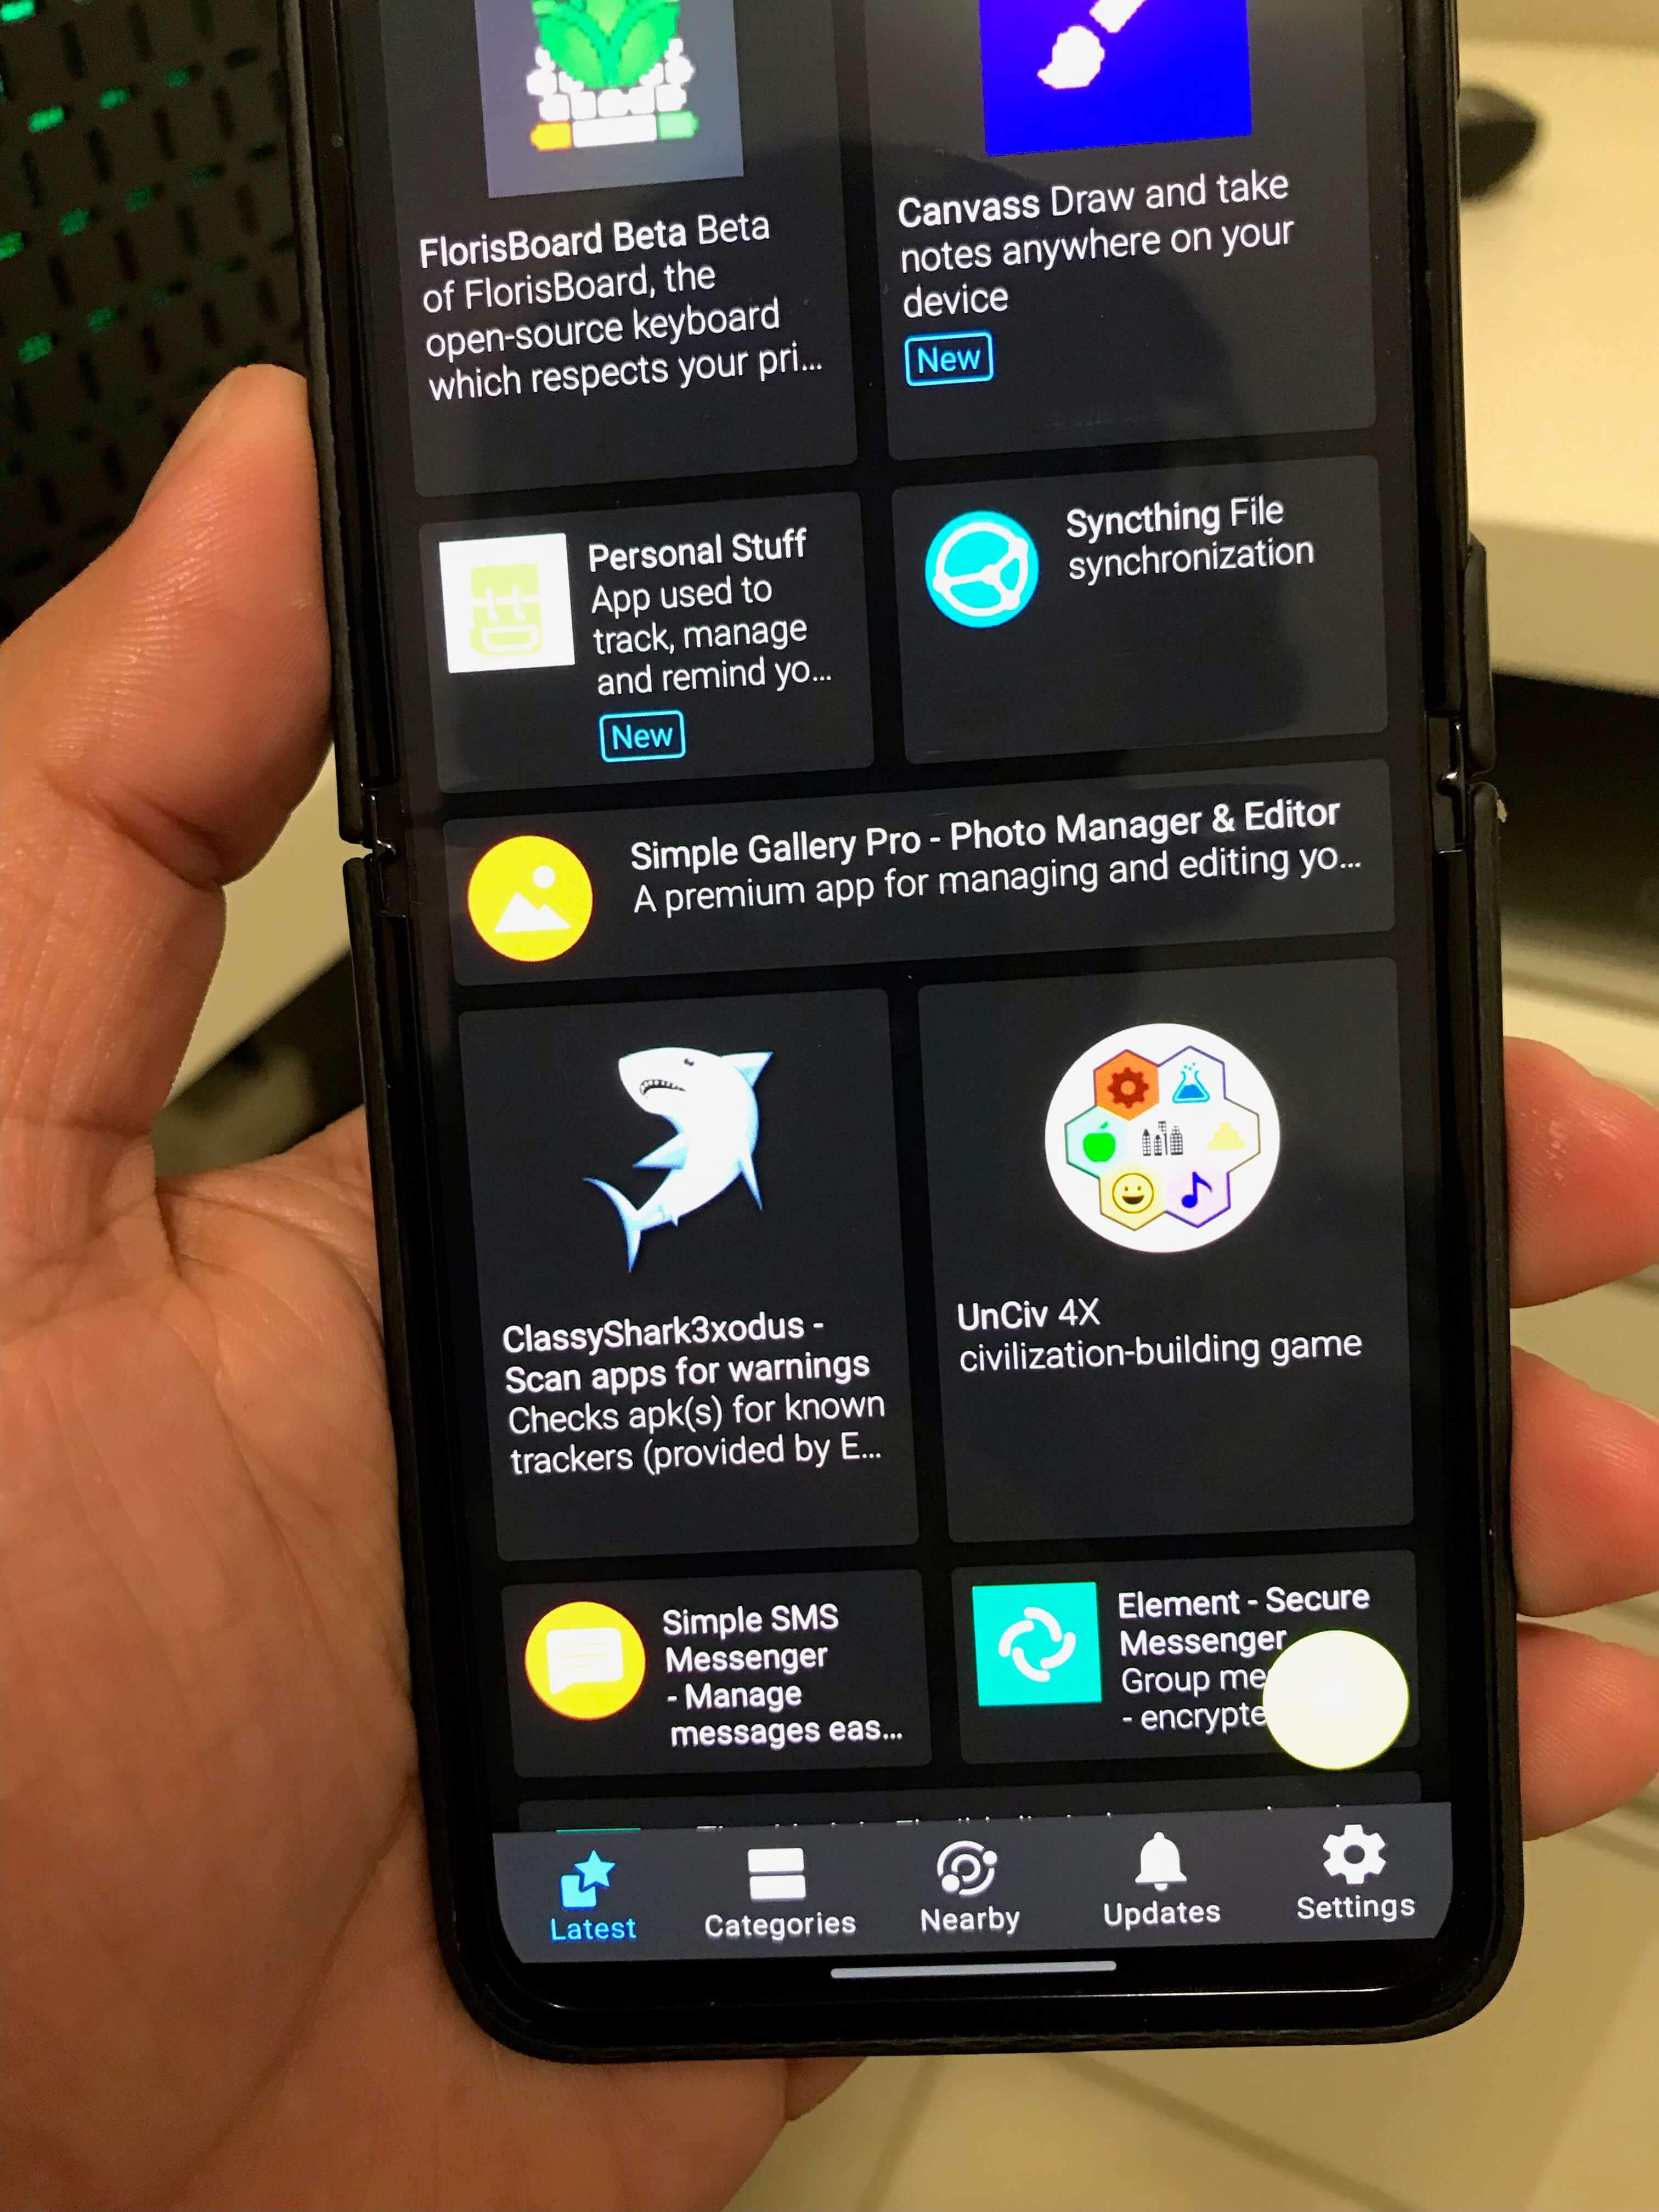 FlorisBoard Beta Beta
of FlorisBoard, the
open-source keyboard
which respects your pri...
Canvass Draw and take
notes anywhere on your
device
New
Personal Stuff
App used to
track, manage
and remind yo...
New
Syncthing File
synchronization
Simple Gallery Pro - Photo Manager & Editor
A premium app for managing and editing yo...
ClassyShark3xodus -
Scan apps for warnings
Checks apk(s) for known
trackers (provided by E...
UnCiv 4X
civilization-building game
Simple SMS
Messenger
- Manage
messages eas...
Element - Secure
Messenger
Group me
- encrypte
Latest
Categories
Nearby
Updates
Settings